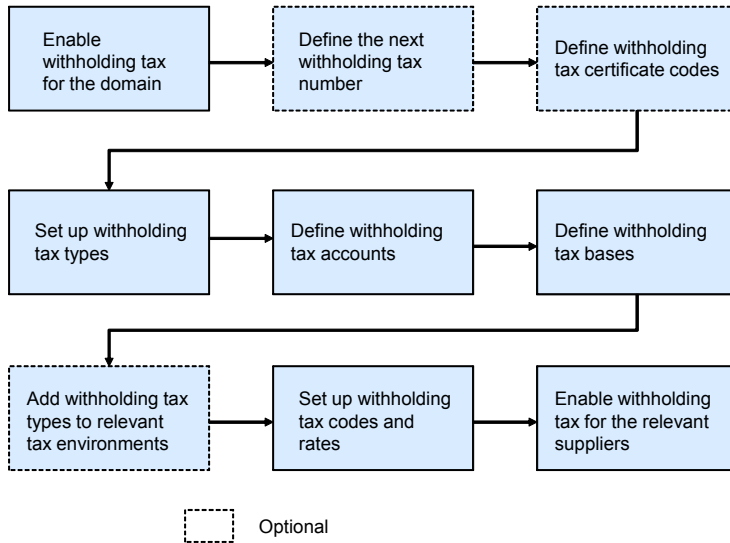 Enable
withholding tax
for the domain
Define the next
withholding tax
number
Define withholding
tax certificate codes
Set up withholding
tax types
Define withholding
tax accounts
Define withholding
tax bases
Add withholding tax
types to relevant
tax environments
Set up withholding
tax codes and
rates
Enable withholding
tax for the relevant
suppliers
Optional